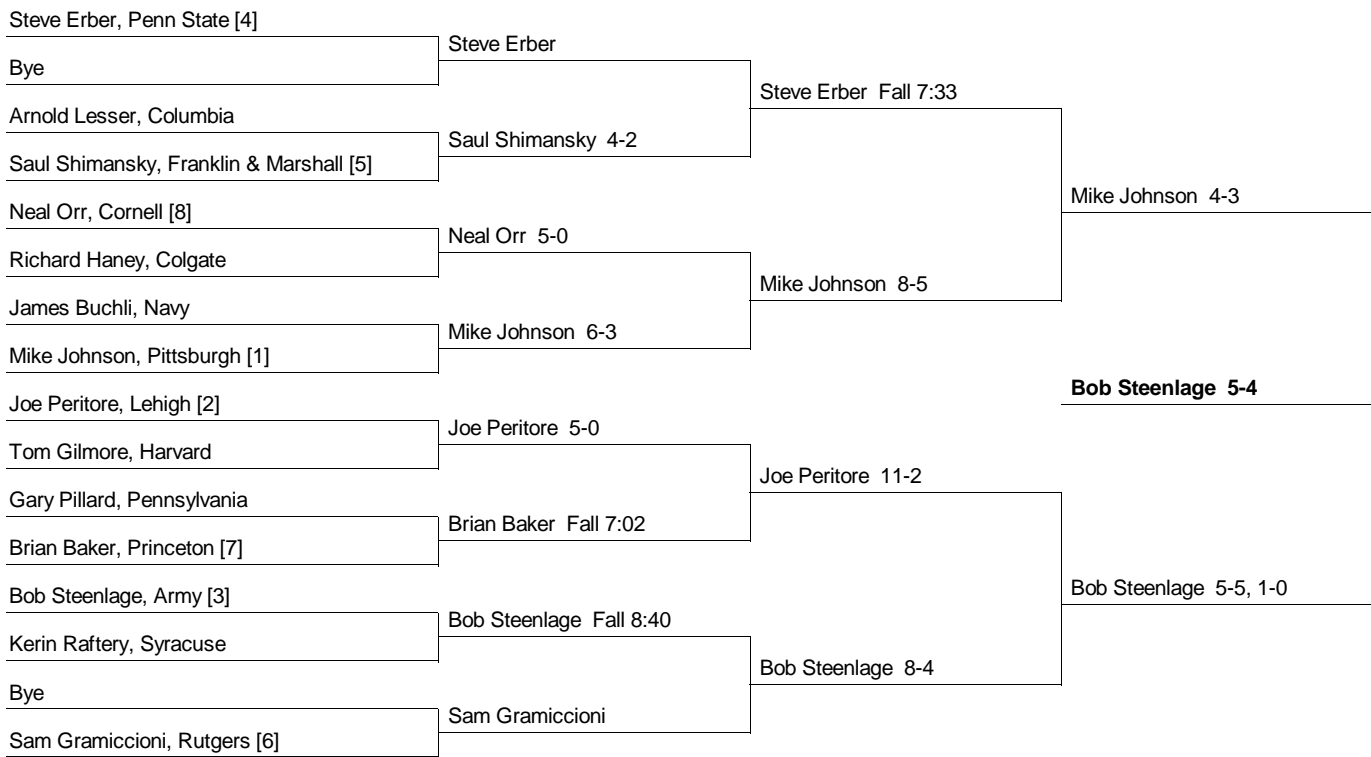 Steve Erber, Penn State [4]
Bye
Arnold Lesser, Columbia
Saul Shimansky, Franklin & Marshall [5]
Neal Orr, Cornell [8]
Richard Haney, Colgate
James Buchli, Navy
Mike Johnson, Pittsburgh [1]
Joe Peritore, Lehigh [2]
Tom Gilmore, Harvard
Gary Pillard, Pennsylvania
Brian Baker, Princeton [7]
Bob Steenlage, Army [3]
Kerin Raftery, Syracuse
Bye
Sam Gramiccioni, Rutgers [6]
Steve Erber
Saul Shimansky 4-2
Neal Orr 5-0
Mike Johnson 6-3
Joe Peritore 5-0
Brian Baker Fall 7:02
Bob Steenlage Fall 8:40
Sam Gramiccioni
Steve Erber Fall 7:33
Mike Johnson 8-5
Joe Peritore 11-2
Bob Steenlage 8-4
Mike Johnson 4-3
Bob Steenlage 5-4
Bob Steenlage 5-5, 1-0